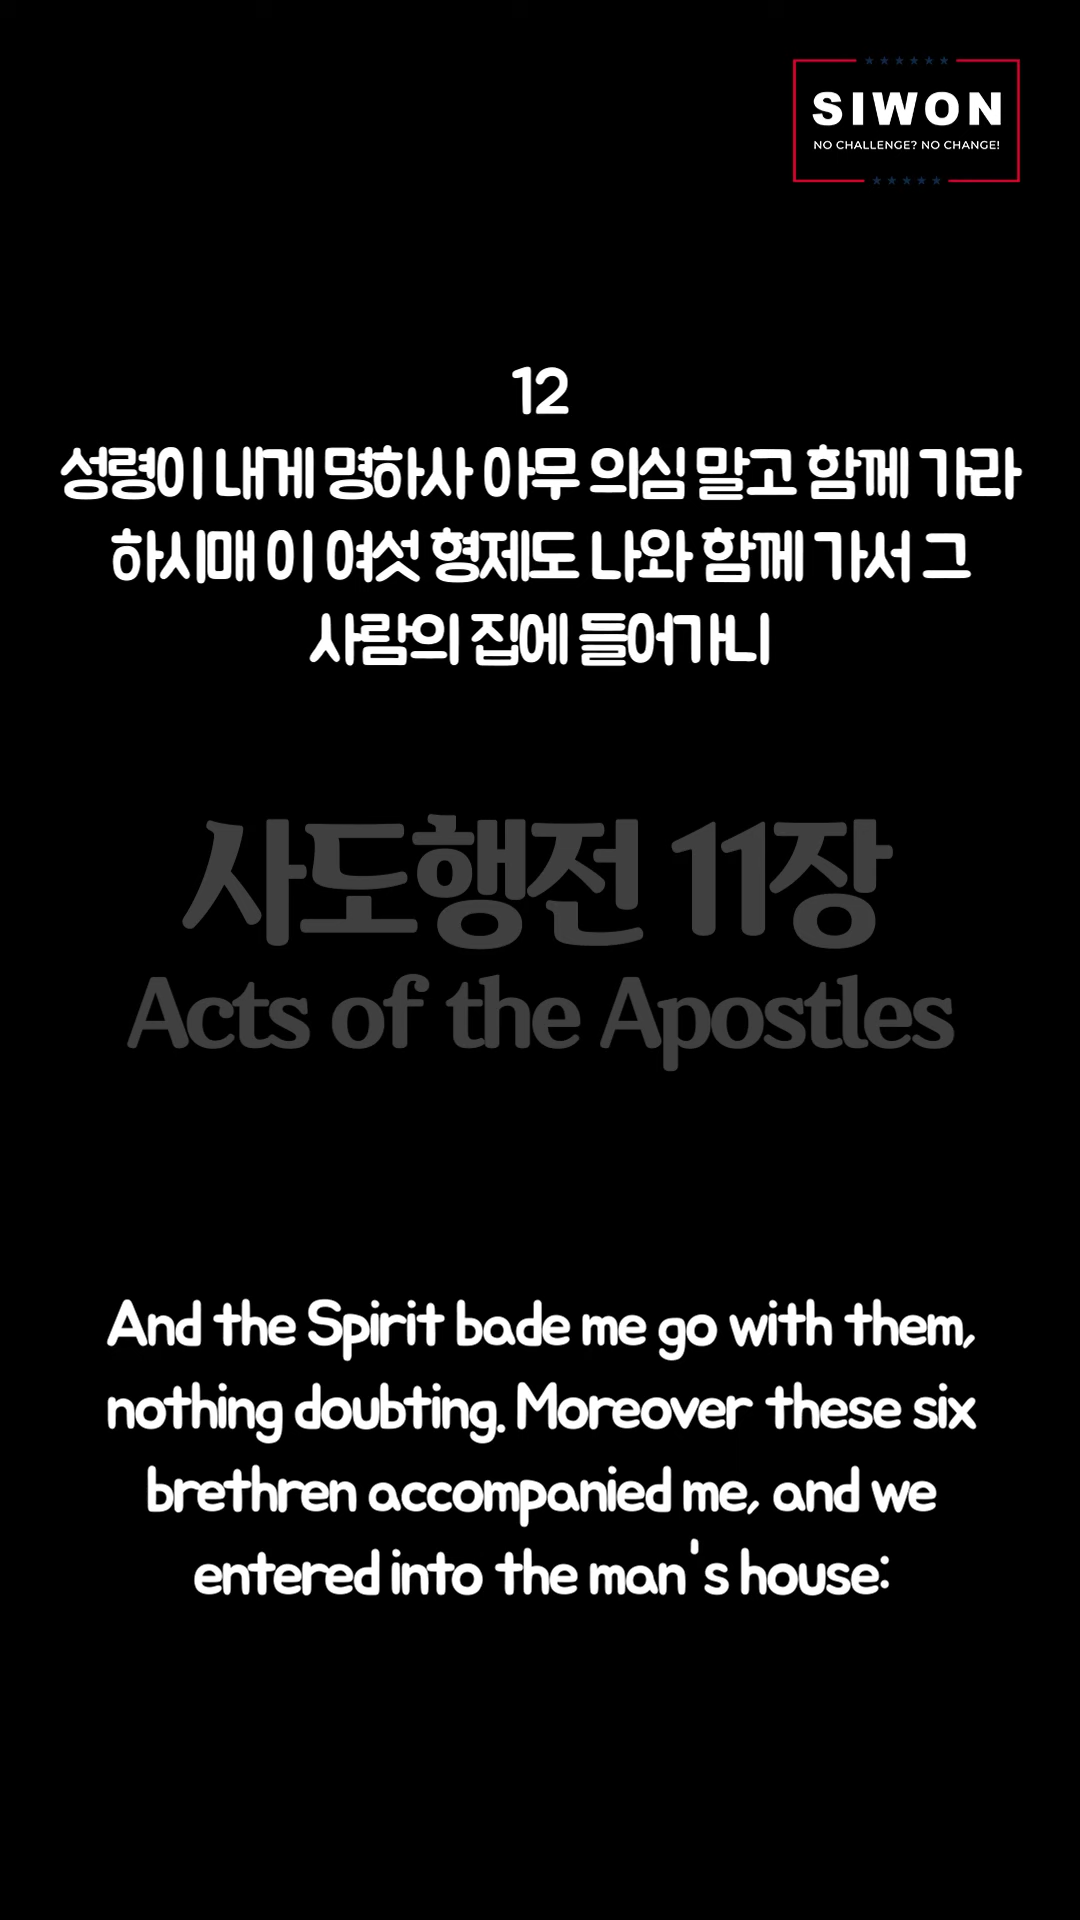 SIWON
NO CHALLENGE? NO CHANGE!
12
성령이 내게 명하사 아무 의심 말고 함께 가라
하시매 이 여섯 형제도 나와 함께 가서 그
사람의 집에 들어가니
사도행전 11장
Acts of the Apostles
And the Spirit bade me go with them,
nothing doubting. Moreover these six
brethren accompanied me, and we
entered into the man's house: